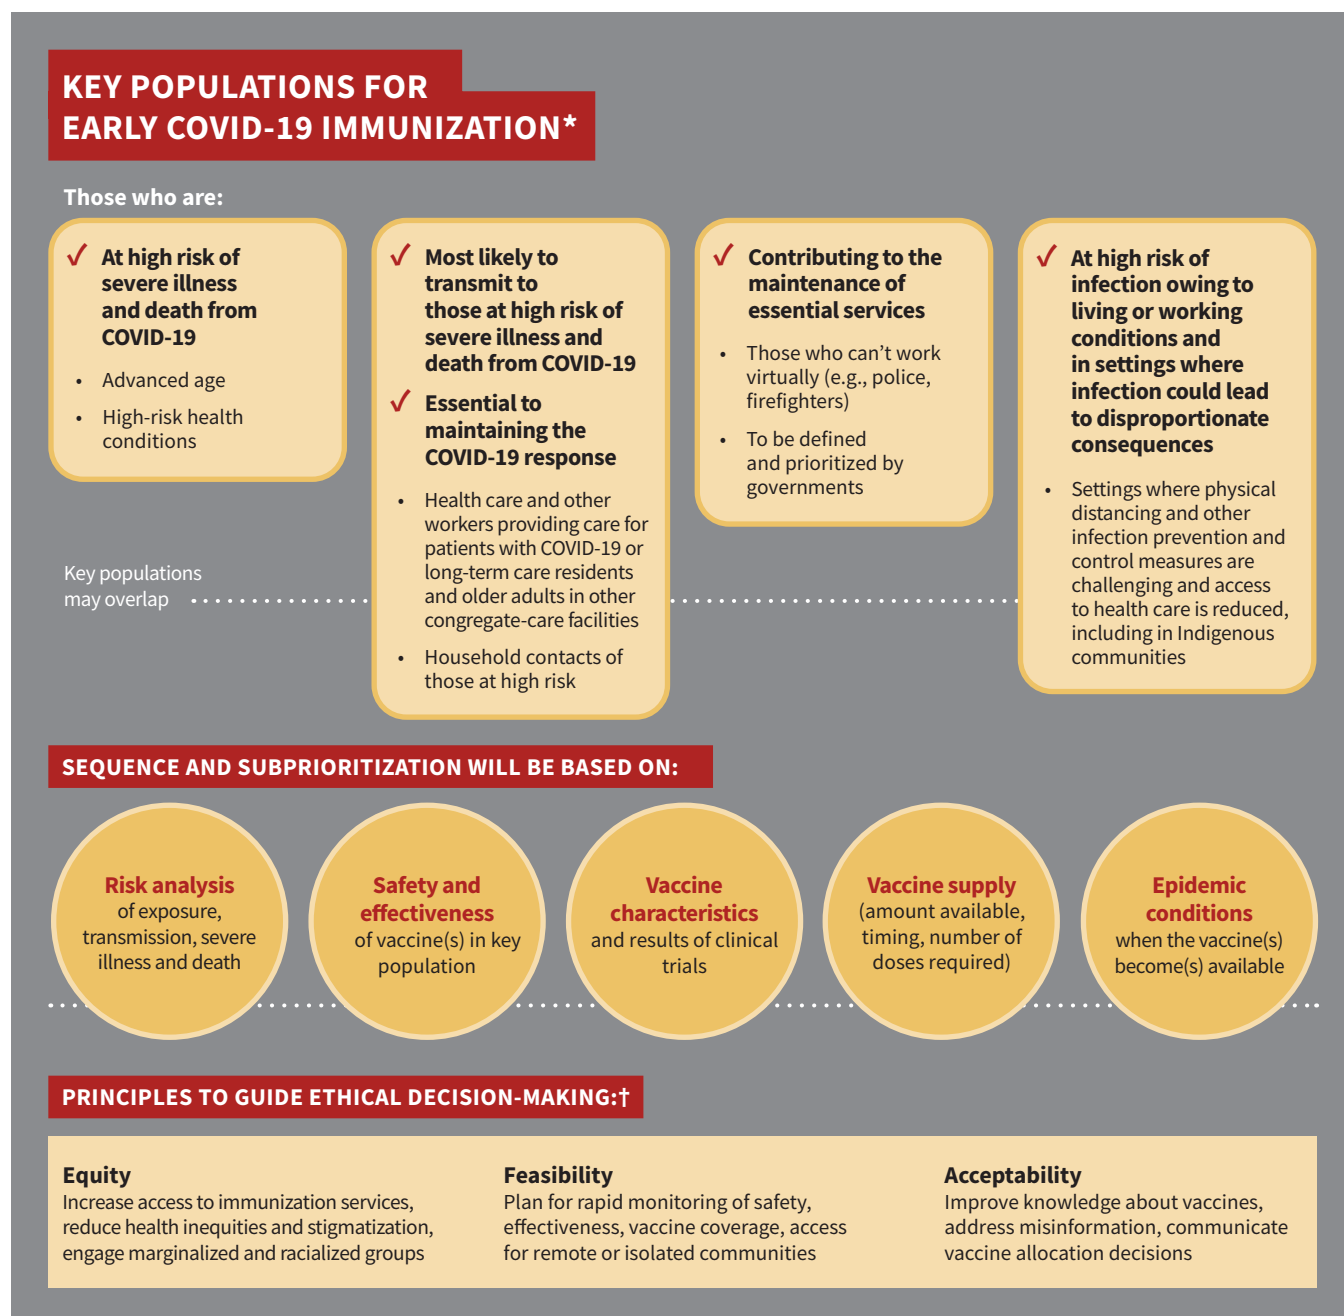 KEY POPULATIONS FOR
EARLY COVID-19 IMMUNIZATION*
Those who are:
✓ At high risk of
severe illness
and death from
COVID-19
• Advanced age
• High-risk health
conditions
✓ Most likely to
transmit to
those at high risk of
severe illness and
death from COVID-19
✓ Essential to
maintaining the
COVID-19 response
• Health care and other
workers providing care for
patients with COVID-19 or
long-term care residents
and older adults in other
congregate-care facilities
• Household contacts of
those at high risk
✓ Contributing to the
maintenance of
essential services
• Those who can’t work
virtually (e.g., police,
firefighters)
• To be defined
and prioritized by
governments
✓ At high risk of
infection owing to
living or working
conditions and
in settings where
infection could lead
to disproportionate
consequences
• Settings where physical
distancing and other
infection prevention and
control measures are
challenging and access
to health care is reduced,
including in Indigenous
communities
Key populations
may overlap
SEQUENCE AND SUBPRIORITIZATION WILL BE BASED ON:
Risk analysis
of exposure,
transmission, severe
illness and death
Safety and
effectiveness
of vaccine(s) in key
population
Vaccine
characteristics
and results of clinical
trials
Vaccine supply
(amount available,
timing, number of
doses required)
Epidemic
conditions
when the vaccine(s)
become(s) available
PRINCIPLES TO GUIDE ETHICAL DECISION-MAKING:†
Equity
Increase access to immunization services,
reduce health inequities and stigmatization,
engage marginalized and racialized groups
Feasibility
Plan for rapid monitoring of safety,
effectiveness, vaccine coverage, access
for remote or isolated communities
Acceptability
Improve knowledge about vaccines,
address misinformation, communicate
vaccine allocation decisions